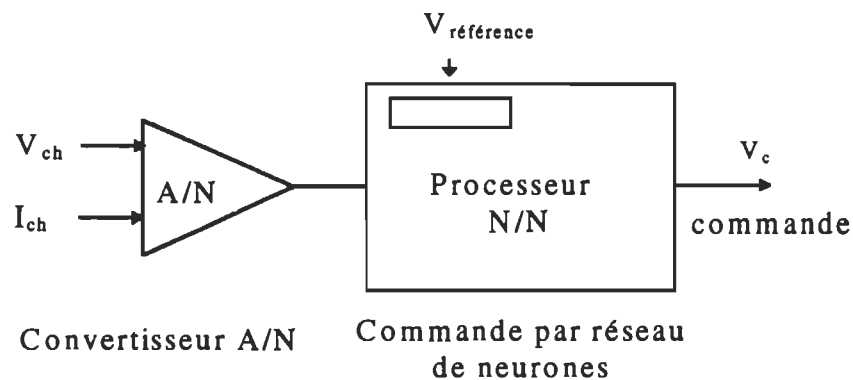 V référence
V ch
A/N
I ch
Processeur
N/N
V c
commande
Convertisseur A/N
Commande par réseau
de neurones